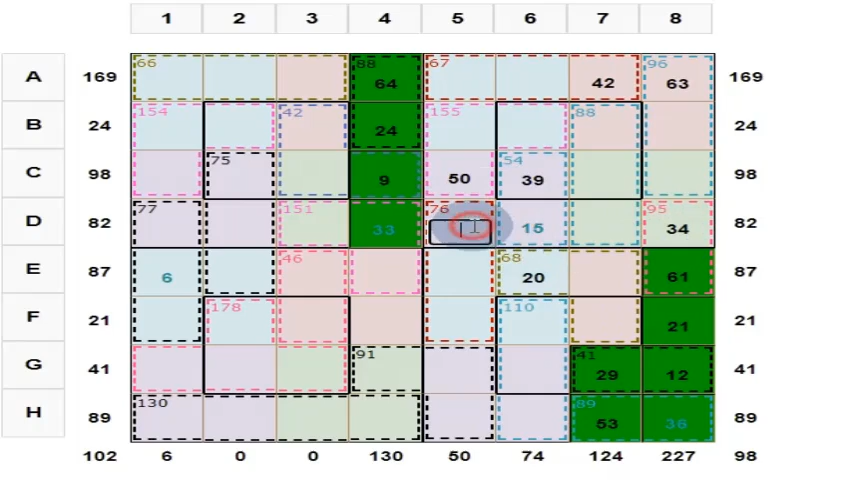 1 2 3 4 5 6 7 8
A 169 66 88 64 67 42 96 63 169
B 24 154 42 24 155 88 24
C 98 75 9 50 54 39 98
D 82 77 151 33 76 15 95 34 82
E 87 6 46 68 20 61 87
F 21 178 110 21 21
G 41 91 41 29 12 41
H 89 130 89 53 36 89
102 6 0 0 130 50 74 124 227 98